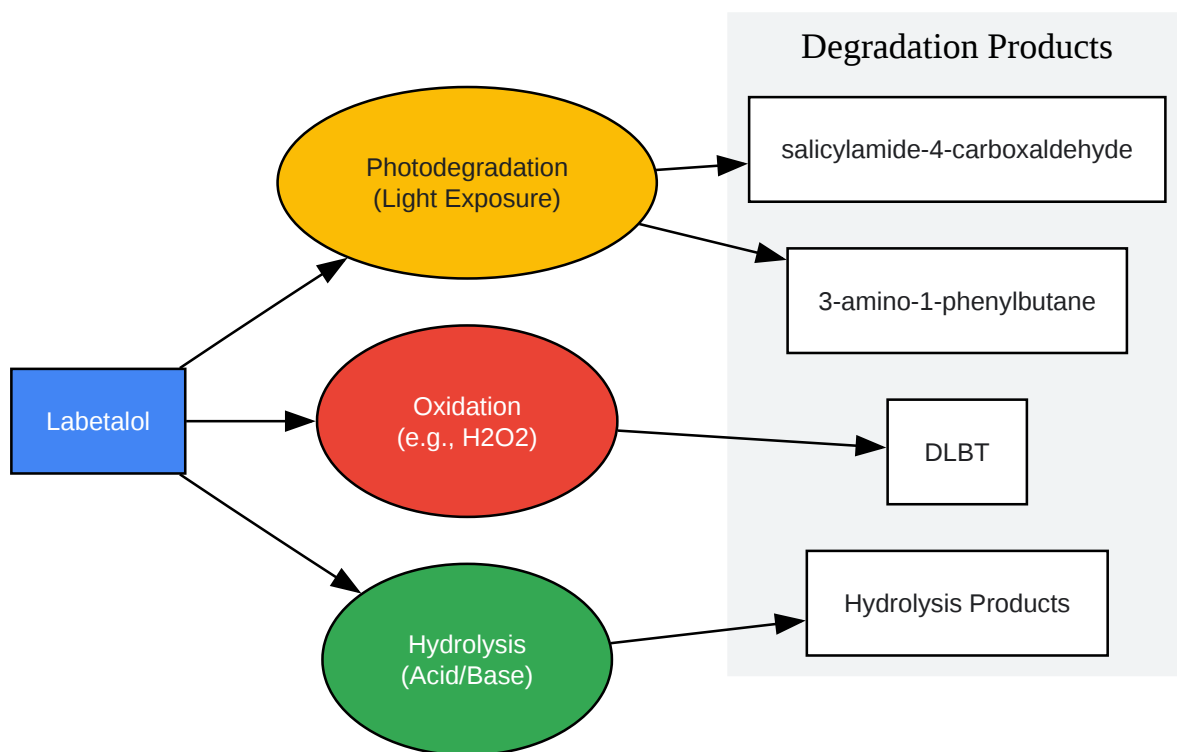 Degradation Products
Photodegradation
(Light Exposure)
salicylamide-4-carboxaldehyde
3-amino-1-phenylbutane
Labetalol
Oxidation
(e.g., H2O2)
DLBT
Hydrolysis
(Acid/Base)
Hydrolysis Products